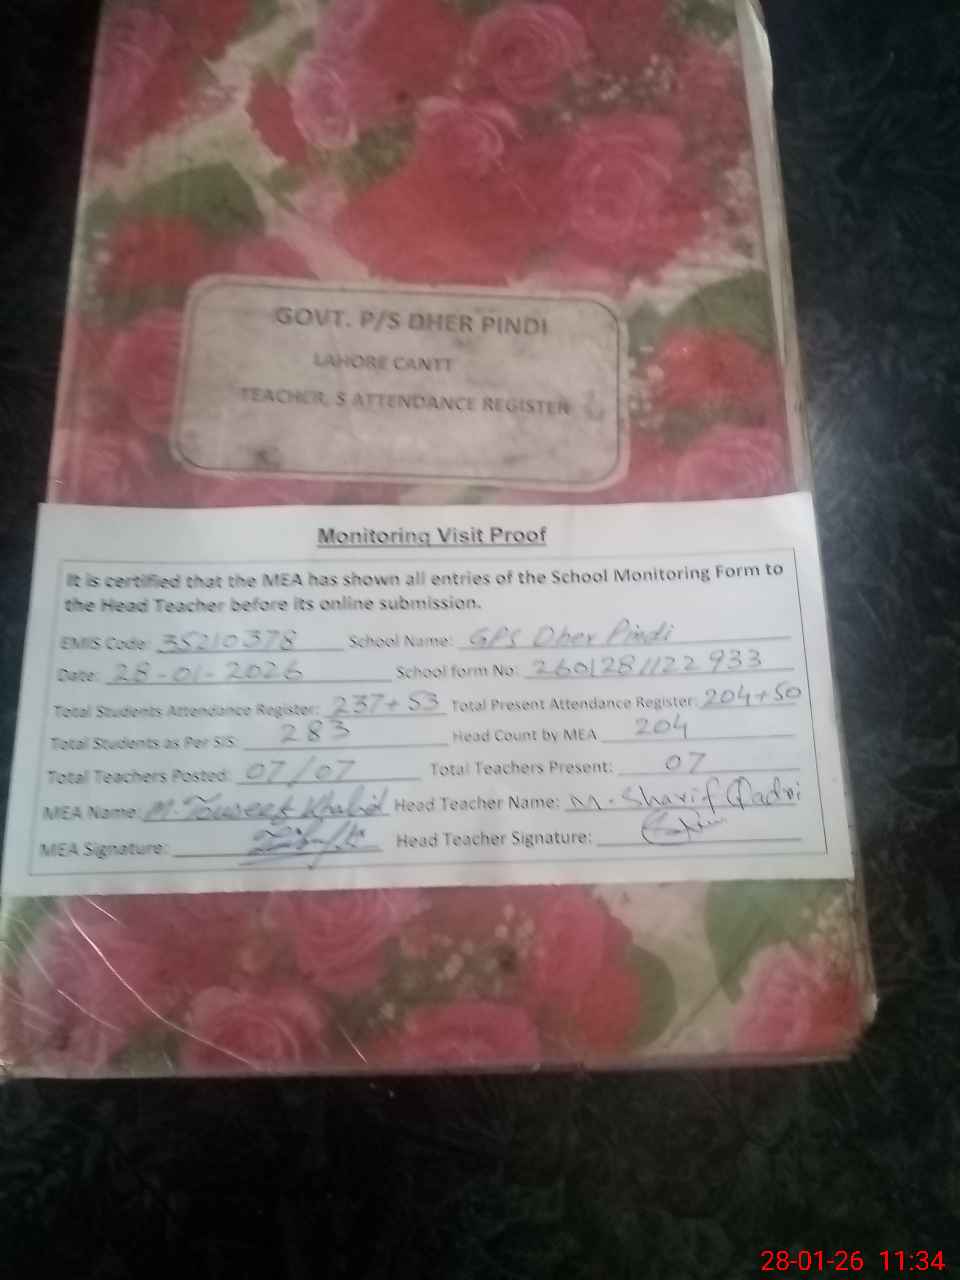 GOVT. P/S DHER PINDI
LAHORE CANTT
TEACHER, S ATTENDANCE REGISTER
Monitoring Visit Proof
It is certified that the MEA has shown all entries of the School Monitoring Form to
the Head Teacher before its online submission.
EMIS Code: 35210378 School Name: GPS Dher Pindi
Date: 28-01-2026 School form No: 2601281122933
Total Students Attendance Register: 237+53 Total Present Attendance Register: 204+50
Total Students as Per SIS: 283 Head Count by MEA 204
Total Teachers Posted: 07/07 Total Teachers Present: 07
MEA Name: M. Khalid Head Teacher Name: M. Sharif Qadri
MEA Signature: Head Teacher Signature:
28-01-26 11:34